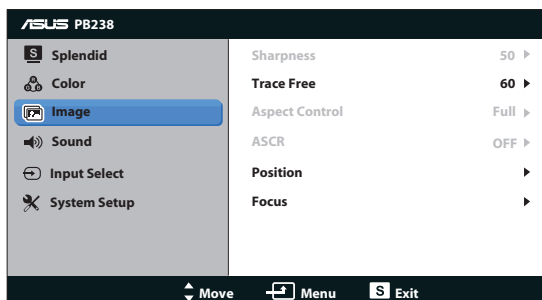 ASUS PB238
S Splendid
Color
Image
Sound
Input Select
System Setup
Sharpness 50
Trace Free 60
Aspect Control Full
ASCR OFF
Position
Focus
Move Menu S Exit